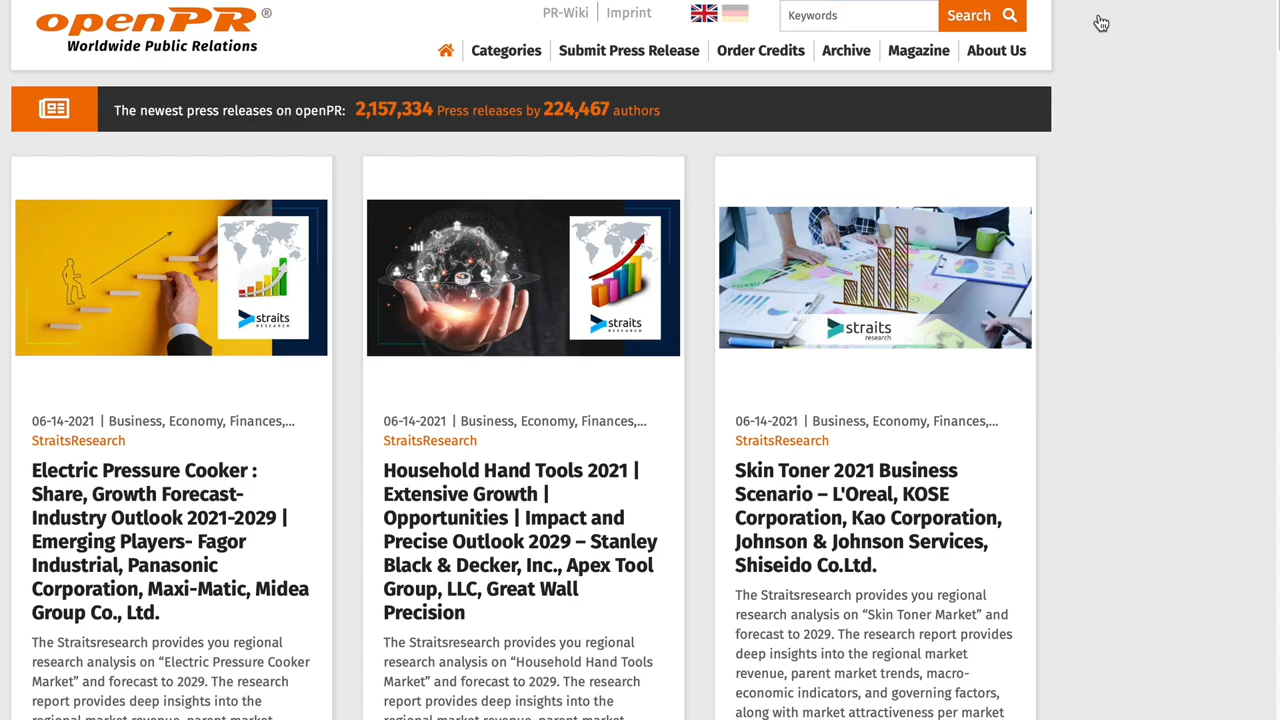 openPR®
Worldwide Public Relations
PR-Wiki | Imprint
Keywords
Search
Categories
Submit Press Release
Order Credits
Archive
Magazine
About Us
The newest press releases on openPR: 2,157,334 Press releases by 224,467 authors
straits
RESEARCH
06-14-2021 | Business, Economy, Finances,...
StraitsResearch
Electric Pressure Cooker :
Share, Growth Forecast-
Industry Outlook 2021-2029 |
Emerging Players- Fagor
Industrial, Panasonic
Corporation, Maxi-Matic, Midea
Group Co., Ltd.
The Straitsresearch provides you regional
research analysis on “Electric Pressure Cooker
Market” and forecast to 2029. The research
report provides deep insights into the
regional market revenue, parent market
straits
RESEARCH
06-14-2021 | Business, Economy, Finances,...
StraitsResearch
Household Hand Tools 2021 |
Extensive Growth |
Opportunities | Impact and
Precise Outlook 2029 – Stanley
Black & Decker, Inc., Apex Tool
Group, LLC, Great Wall
Precision
The Straitsresearch provides you regional
research analysis on “Household Hand Tools
Market” and forecast to 2029. The research
report provides deep insights into the
regional market revenue, parent market
straits
research
06-14-2021 | Business, Economy, Finances,...
StraitsResearch
Skin Toner 2021 Business
Scenario – L'Oreal, KOSE
Corporation, Kao Corporation,
Johnson & Johnson Services,
Shiseido Co.Ltd.
The Straitsresearch provides you regional
research analysis on “Skin Toner Market” and
forecast to 2029. The research report provides
deep insights into the regional market
revenue, parent market trends, macro-
economic indicators, and governing factors,
along with market attractiveness per market